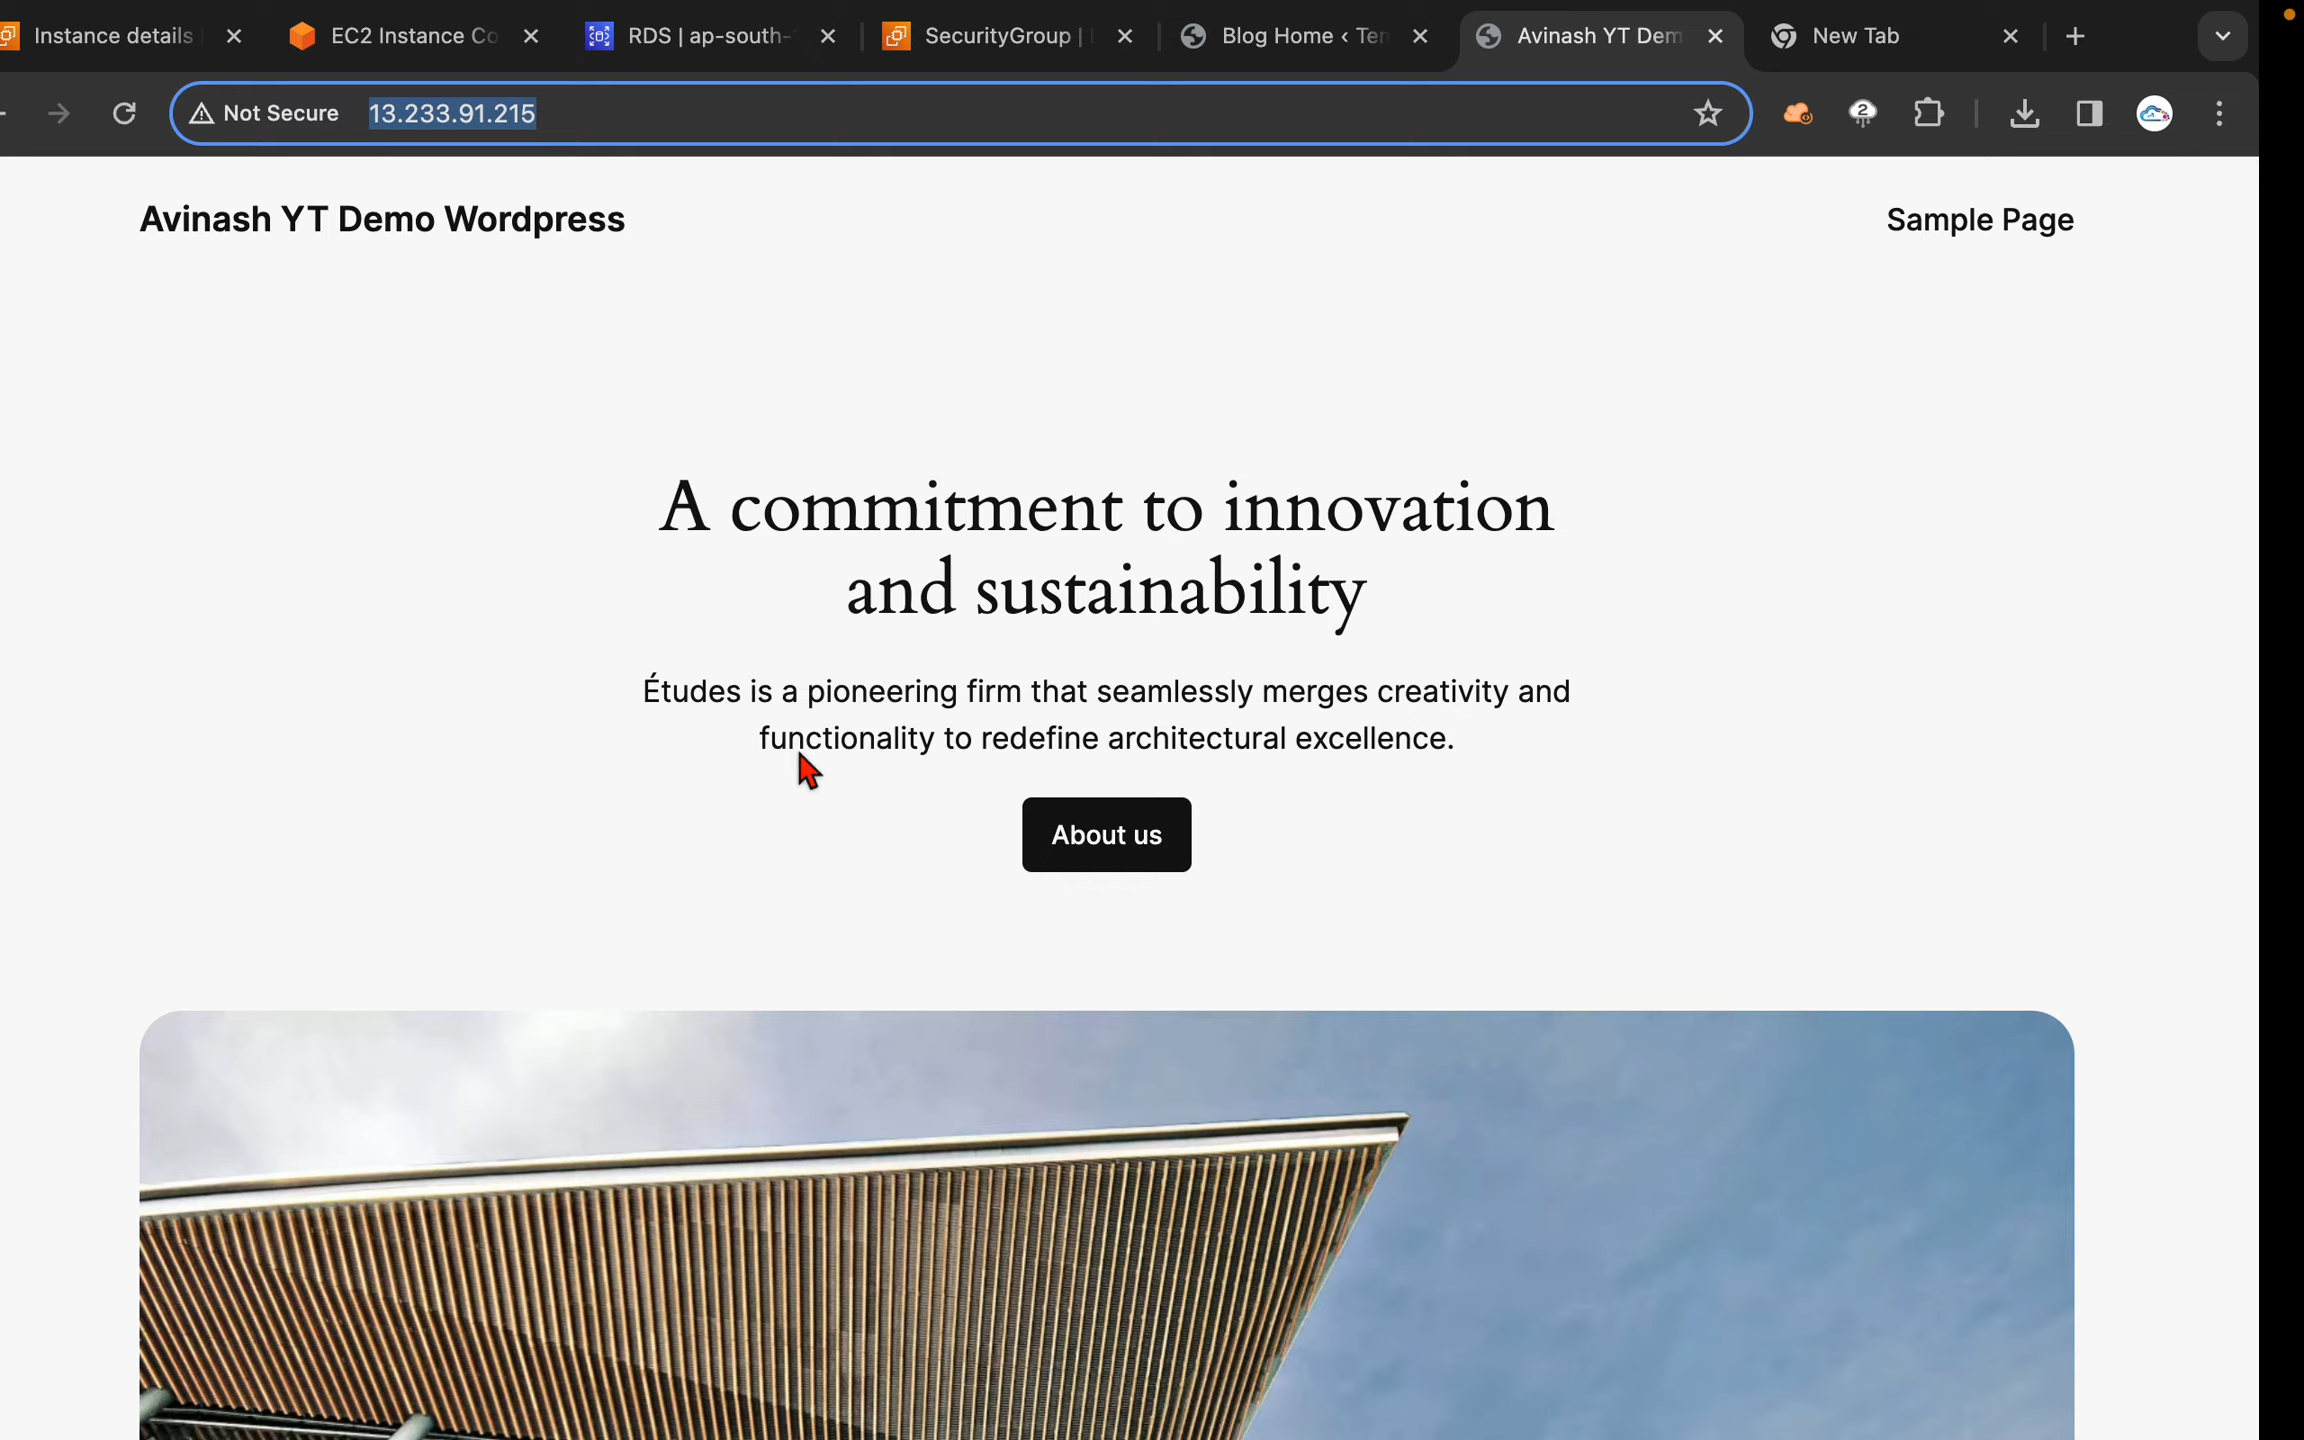 Instance details
EC2 Instance Co
RDS | ap-south-
SecurityGroup |
Blog Home ‹ Tem
Avinash YT Dem
New Tab
Not Secure 13.233.91.215
2
Avinash YT Demo Wordpress
Sample Page
A commitment to innovation
and sustainability
Études is a pioneering firm that seamlessly merges creativity and
functionality to redefine architectural excellence.
About us